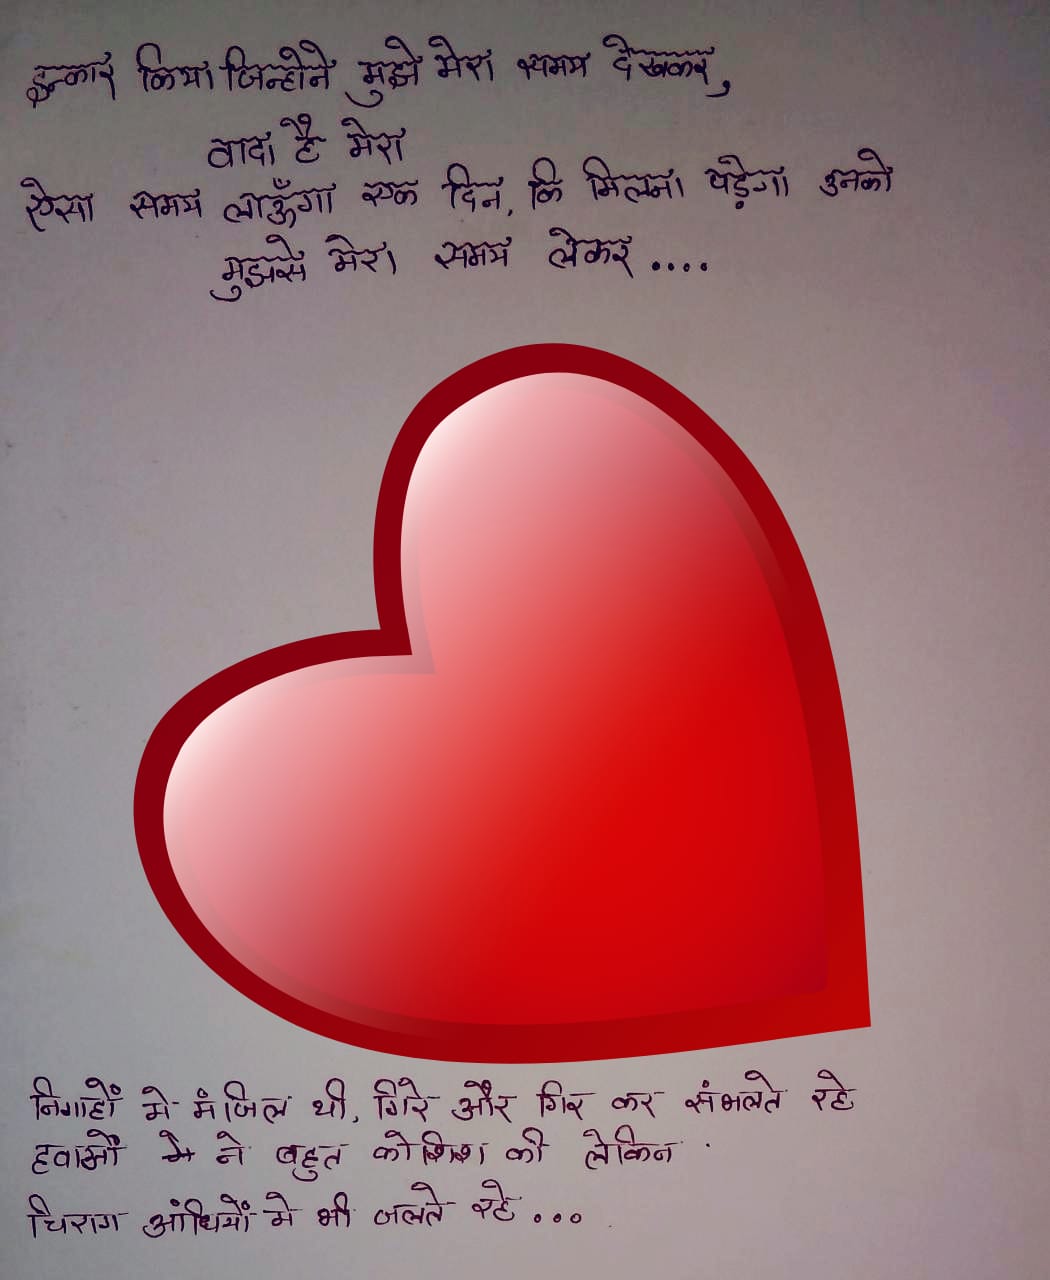 इन्कार किया जिन्होने मुझे मेरा समय देखकर,
वादा है मेरा
ऐसा समय लाऊँगा एक दिन, कि मिलना पड़ेगा उनको
मुझसे मेरा समय लेकर ....
निगाहों मे मंजिल थी, गिरे और गिर कर संभलते रहे
हवाओं ने बहुत कोशिश की लेकिन
चिराग आंधियों मे भी जलते रहे ...